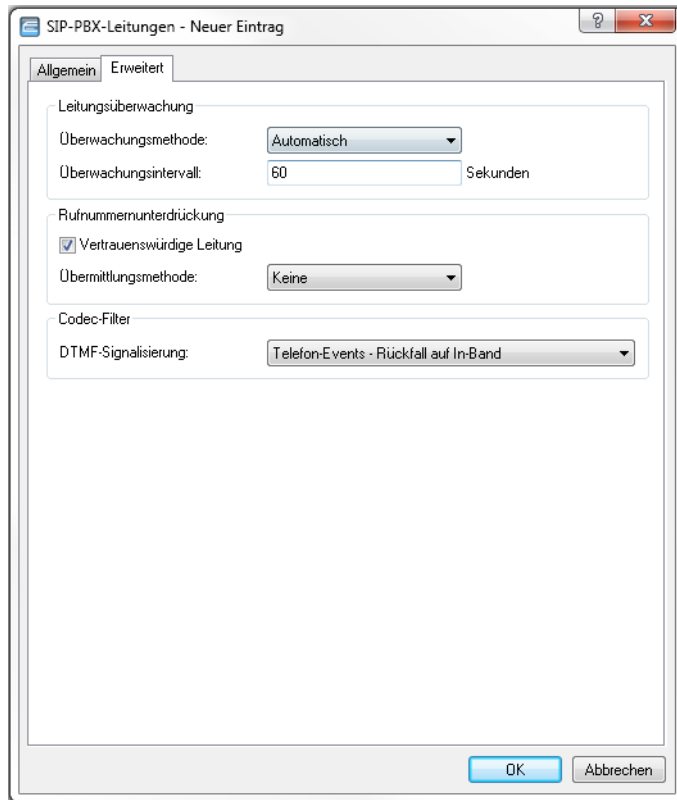 SIP-PBX-Leitungen - Neuer Eintrag
Allgemein Erweitert
Leitungsüberwachung
Überwachungsmethode: Automatisch
Überwachungsintervall: 60 Sekunden
Rufnummernunterdrückung
Vertrauenswürdige Leitung
Übermittlungsmethode: Keine
Codec-Filter
DTMF-Signalisierung: Telefon-Events - Rückfall auf In-Band
OK Abbrechen